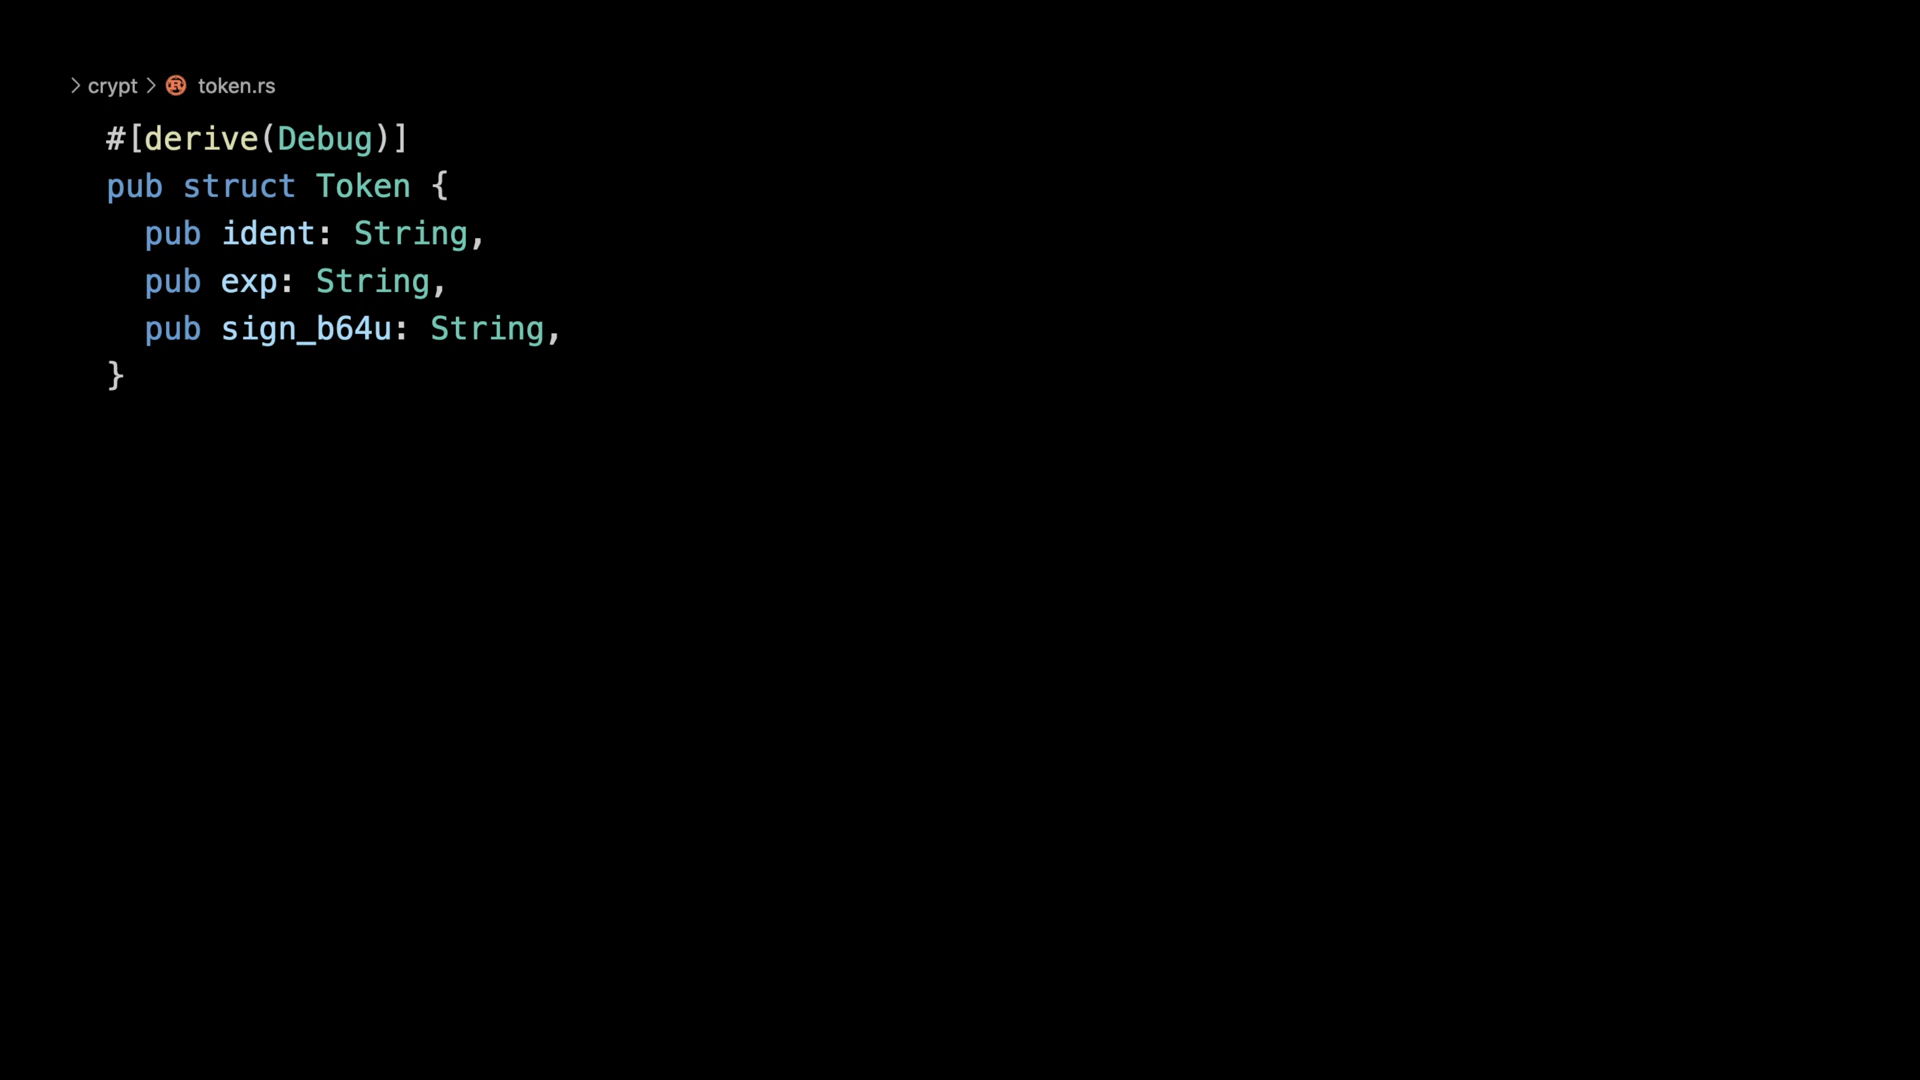 > crypt > token.rs
#[derive(Debug)]
pub struct Token {
  pub ident: String,
  pub exp: String,
  pub sign_b64u: String,
}